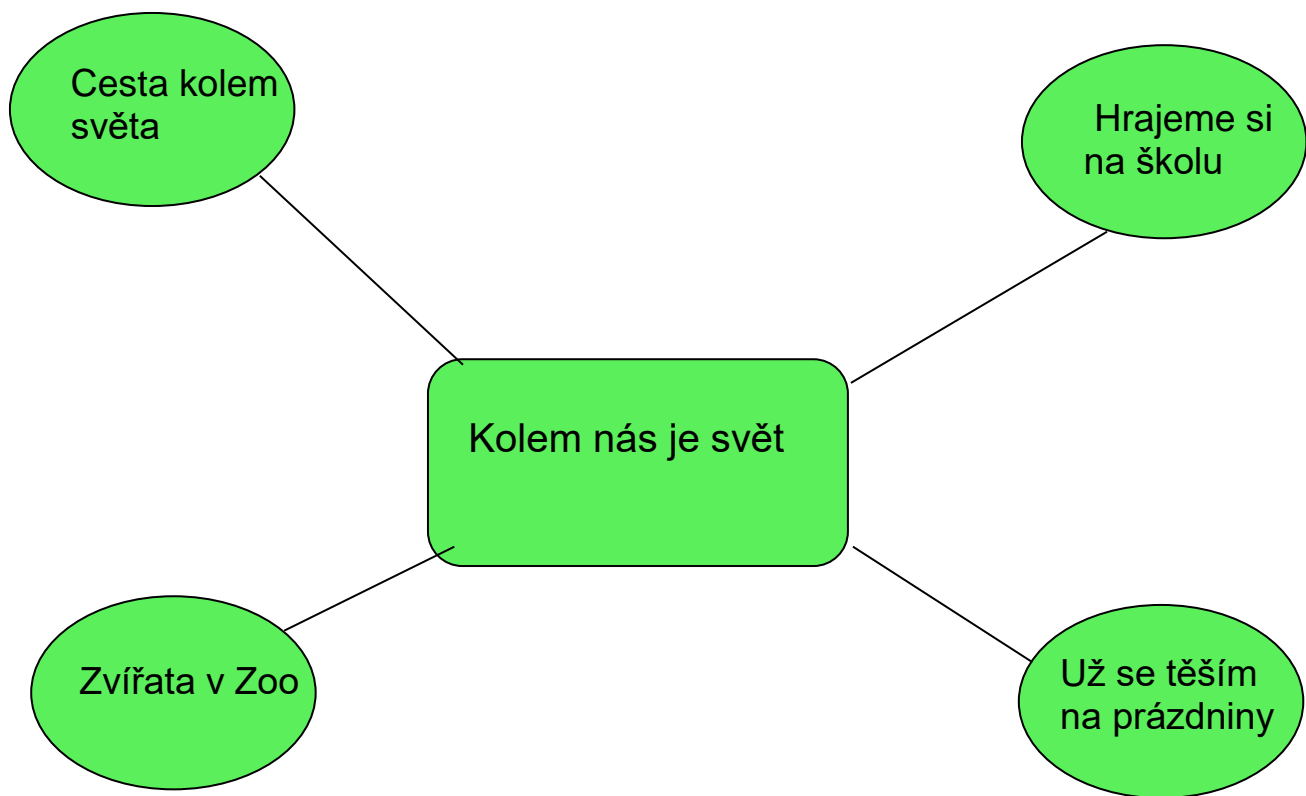 Cesta kolem
světa
Hrajeme si
na školu
Kolem nás je svět
Zvířata v Zoo
Už se těším
na prázdniny